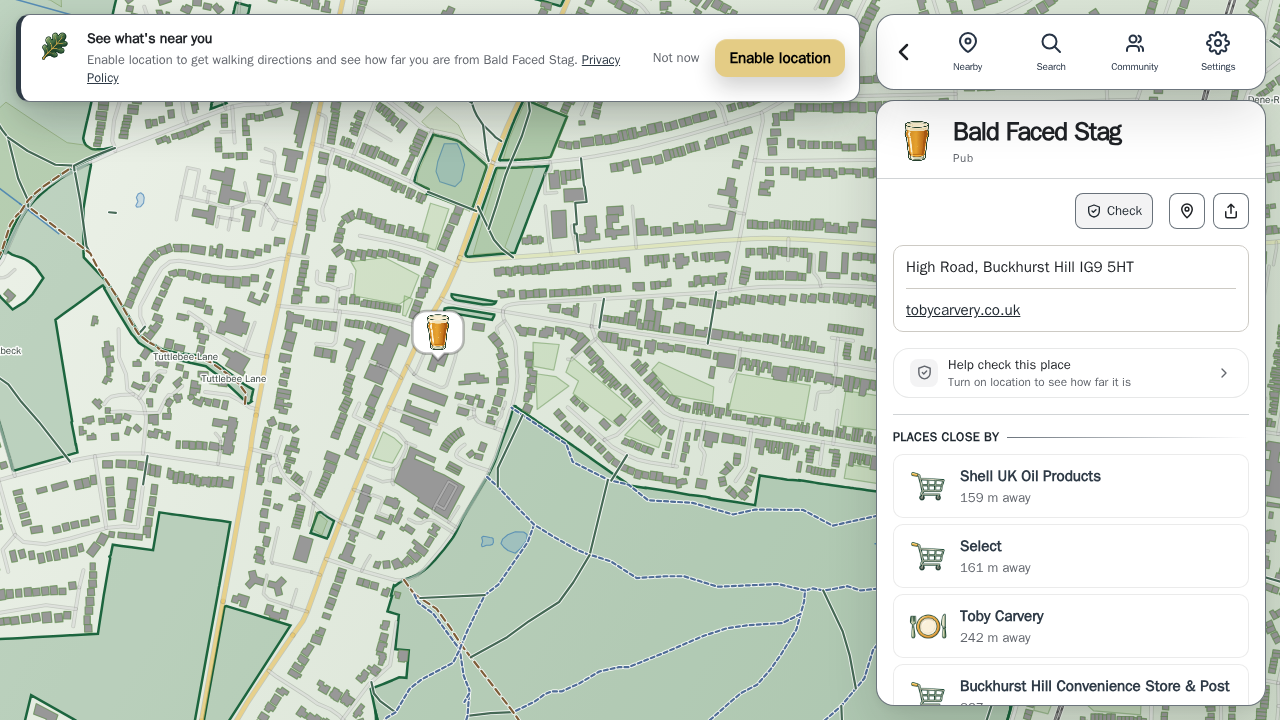 See what's near you
Enable location to get walking directions and see how far you are from Bald Faced Stag. Privacy
Policy
Not now
Enable location
Nearby
Search
Community
Settings
Bald Faced Stag
Pub
Check
High Road, Buckhurst Hill IG9 5HT
tobycarvery.co.uk
Help check this place
Turn on location to see how far it is
PLACES CLOSE BY
Shell UK Oil Products
159 m away
Select
161 m away
Toby Carvery
242 m away
Buckhurst Hill Convenience Store & Post
Tuttlebee Lane
Tuttlebee Lane
beck
Dene R